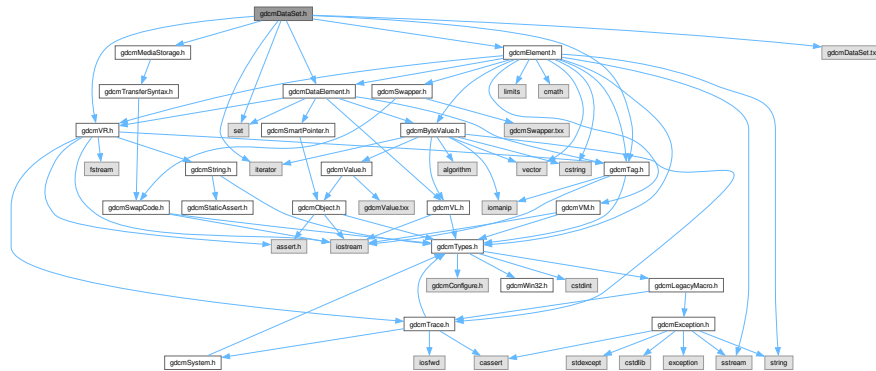 gdcmDataSet.h
gdcmMediaStorage.h
gdcmElement.h
gdcmDataSet.tx
gdcmTransferSyntax.h
gdcmDataElement.h
gdcmSwapper.h
limits
cmath
gdcmVR.h
set
gdcmSmartPointer.h
gdcmByteValue.h
gdcmSwapper.txx
fstream
gdcmString.h
iterator
gdcmValue.h
algorithm
vector
cstring
gdcmTag.h
gdcmSwapCode.h
gdcmStaticAssert.h
gdcmObject.h
gdcmValue.txx
gdcmVL.h
iomanip
gdcmVM.h
assert.h
iostream
gdcmTypes.h
gdcmConfigure.h
gdcmWin32.h
cstdint
gdcmLegacyMacro.h
gdcmTrace.h
gdcmException.h
gdcmSystem.h
iosfwd
cassert
stdexcept
cstdlib
exception
sstream
string